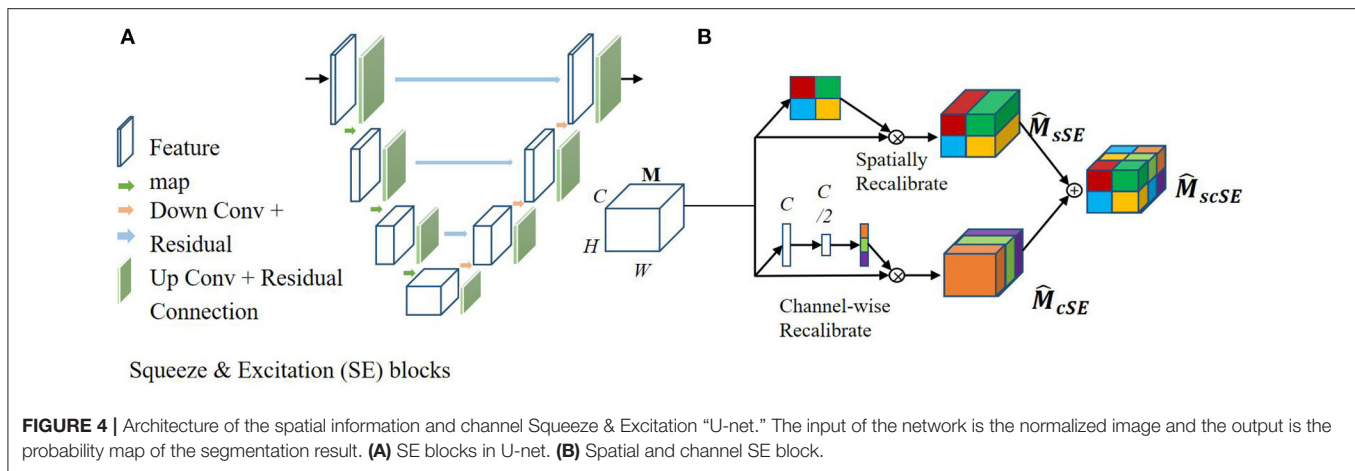 A
B
Feature
map
Down Conv +
Residual
Up Conv + Residual
Connection
Squeeze & Excitation (SE) blocks
M
C
H
W
C
C
/2
Spatially
Recalibrate
Channel-wise
Recalibrate
M̂sSE
M̂cSE
M̂scSE
FIGURE 4 | Architecture of the spatial information and channel Squeeze & Excitation “U-net.” The input of the network is the normalized image and the output is the
probability map of the segmentation result. (A) SE blocks in U-net. (B) Spatial and channel SE block.